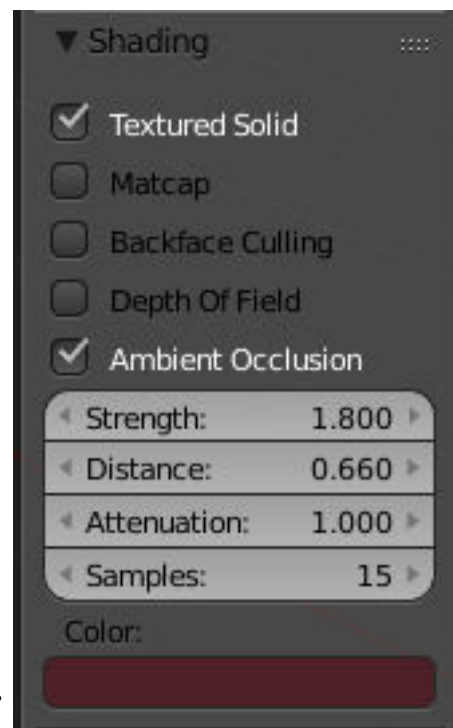 Shading
Textured Solid
Matcap
Backface Culling
Depth Of Field
Ambient Occlusion
Strength: 1.800
Distance: 0.660
Attenuation: 1.000
Samples: 15
Color: